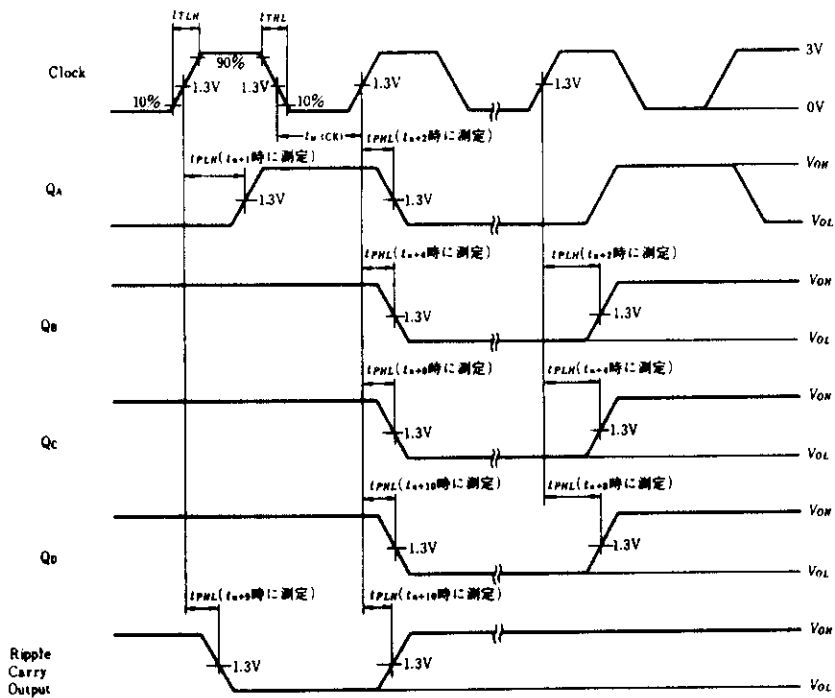 tTLH tTHL
3V
Clock 90%
1.3V 1.3V 1.3V 1.3V
10% 10%
0V
tw(CK) tPHL(tn+2時に測定)
tPLH(tn+1時に測定)
VOH
QA 1.3V 1.3V
VOL
tPHL(tn+4時に測定) tPLH(tn+2時に測定)
VOH
QB 1.3V 1.3V
VOL
tPHL(tn+8時に測定) tPLH(tn+4時に測定)
VOH
QC 1.3V 1.3V
VOL
tPHL(tn+10時に測定) tPLH(tn+8時に測定)
VOH
QD 1.3V 1.3V
VOL
tPHL(tn+9時に測定) tPLH(tn+10時に測定)
VOH
Ripple
Carry 1.3V 1.3V
Output
VOL